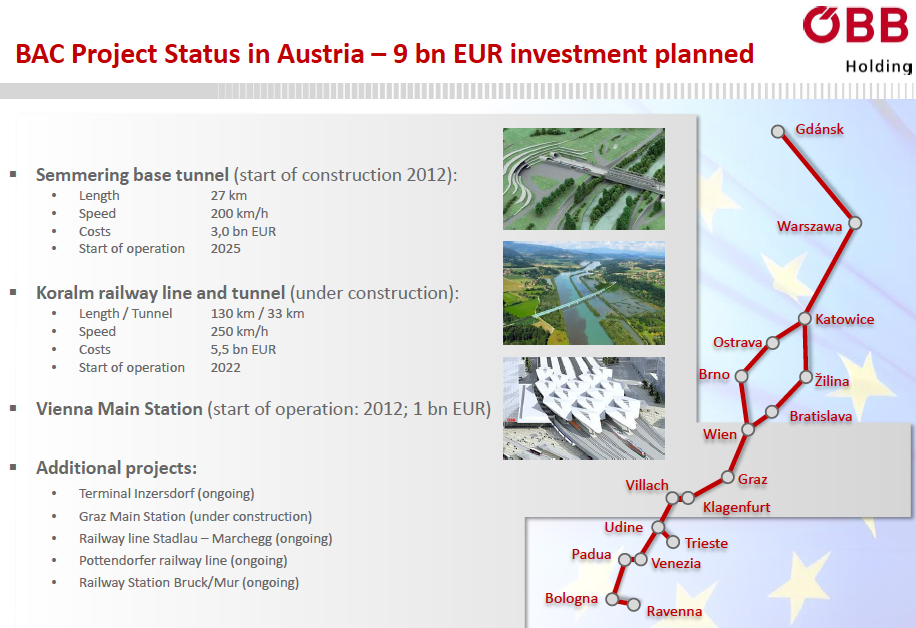 BAC Project Status in Austria – 9 bn EUR investment planned
ÖBB
Holding
Semmering base tunnel (start of construction 2012):
Length 27 km
Speed 200 km/h
Costs 3,0 bn EUR
Start of operation 2025
Koralm railway line and tunnel (under construction):
Length / Tunnel 130 km / 33 km
Speed 250 km/h
Costs 5,5 bn EUR
Start of operation 2022
Vienna Main Station (start of operation: 2012; 1 bn EUR)
Additional projects:
Terminal Inzersdorf (ongoing)
Graz Main Station (under construction)
Railway line Stadlau – Marchegg (ongoing)
Pottendorfer railway line (ongoing)
Railway Station Bruck/Mur (ongoing)
Gdánsk
Warszawa
Katowice
Ostrava
Brno
Žilina
Bratislava
Wien
Graz
Villach
Klagenfurt
Udine
Trieste
Padua
Venezia
Bologna
Ravenna